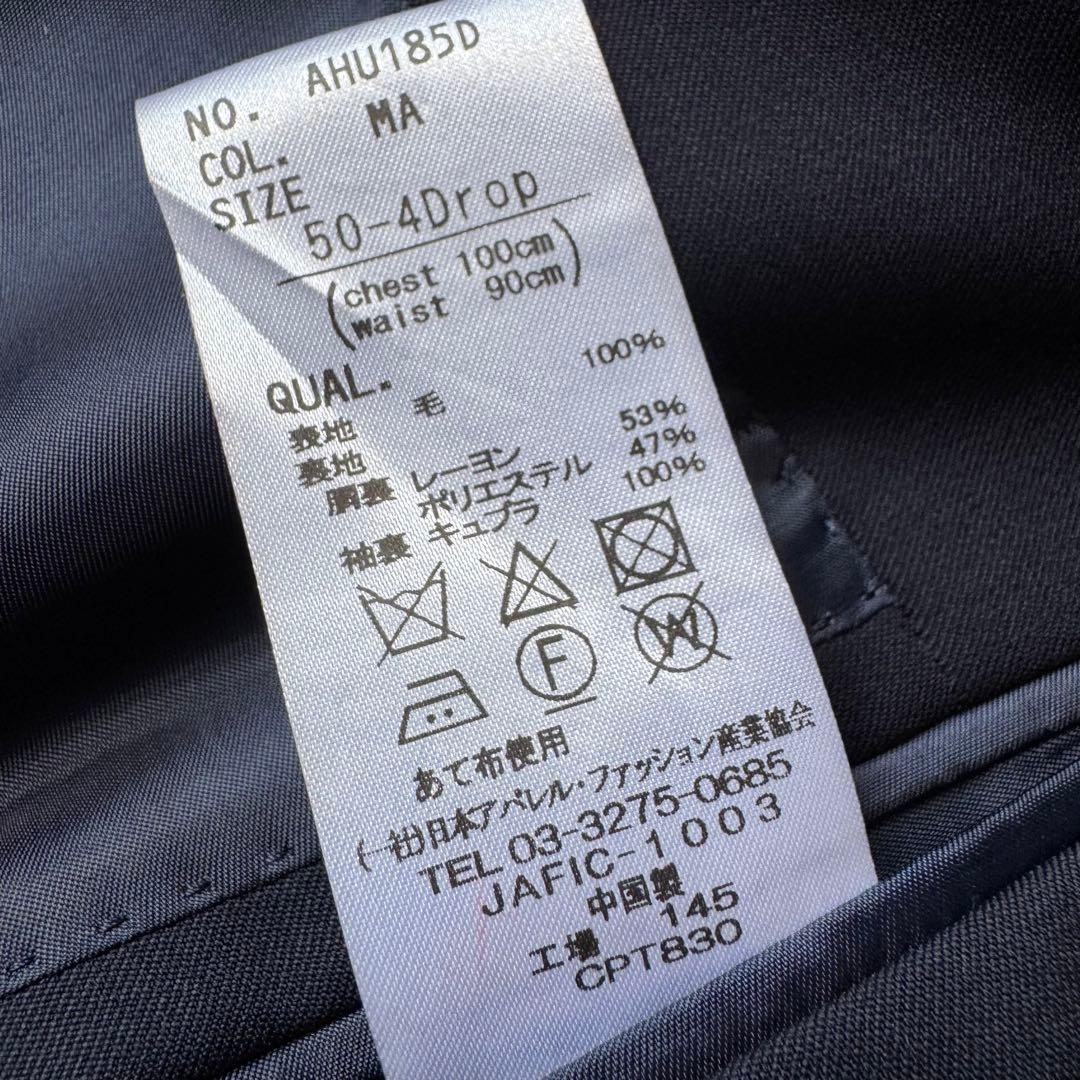 NO. AHU185D
COL. MA
SIZE
50-4Drop
(chest 100cm
waist 90cm)
QUAL.
表地 毛 100%
表地
胴裏 レーヨン 53%
ポリエステル 47%
袖裏 キュプラ 100%
F
W
あて布使用
(一社)日本アパレル・ファッション産業協会
TEL 03-3275-0685
JAFIC-1003
中国製
工場 145
CPT830